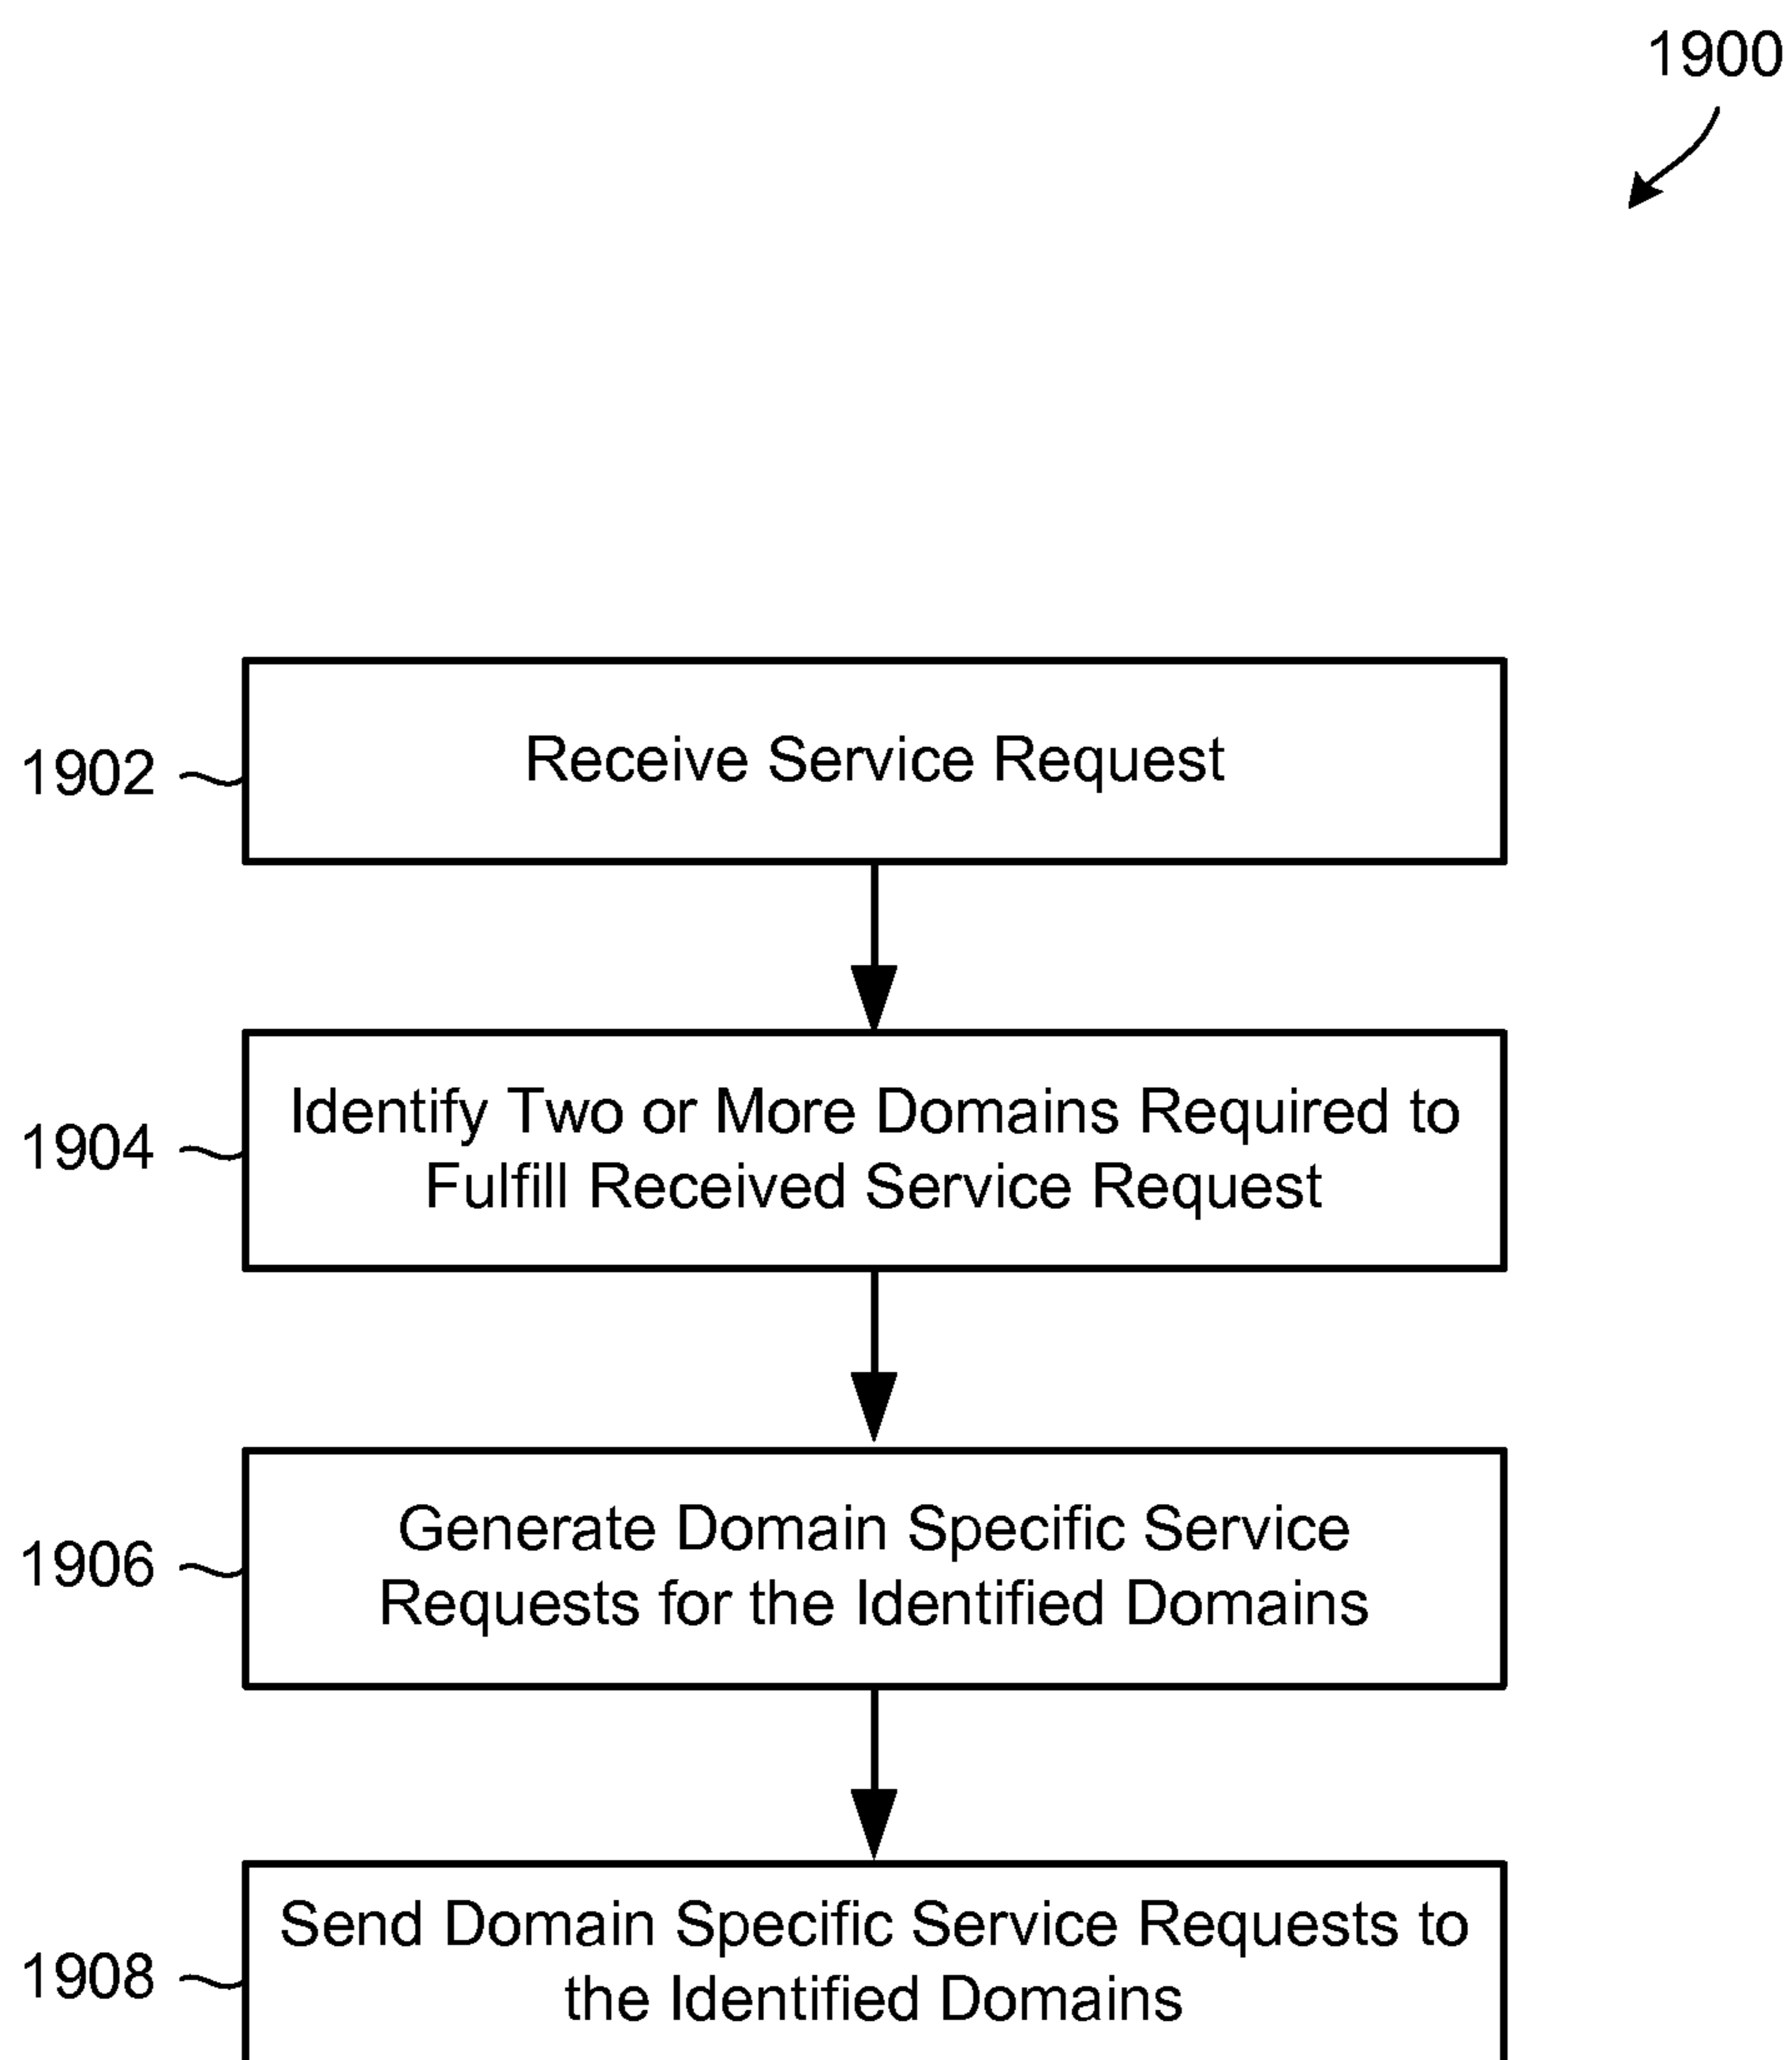 1900
1902
Receive Service Request
1904
Identify Two or More Domains Required to
Fulfill Received Service Request
1906
Generate Domain Specific Service
Requests for the Identified Domains
1908
Send Domain Specific Service Requests to
the Identified Domains